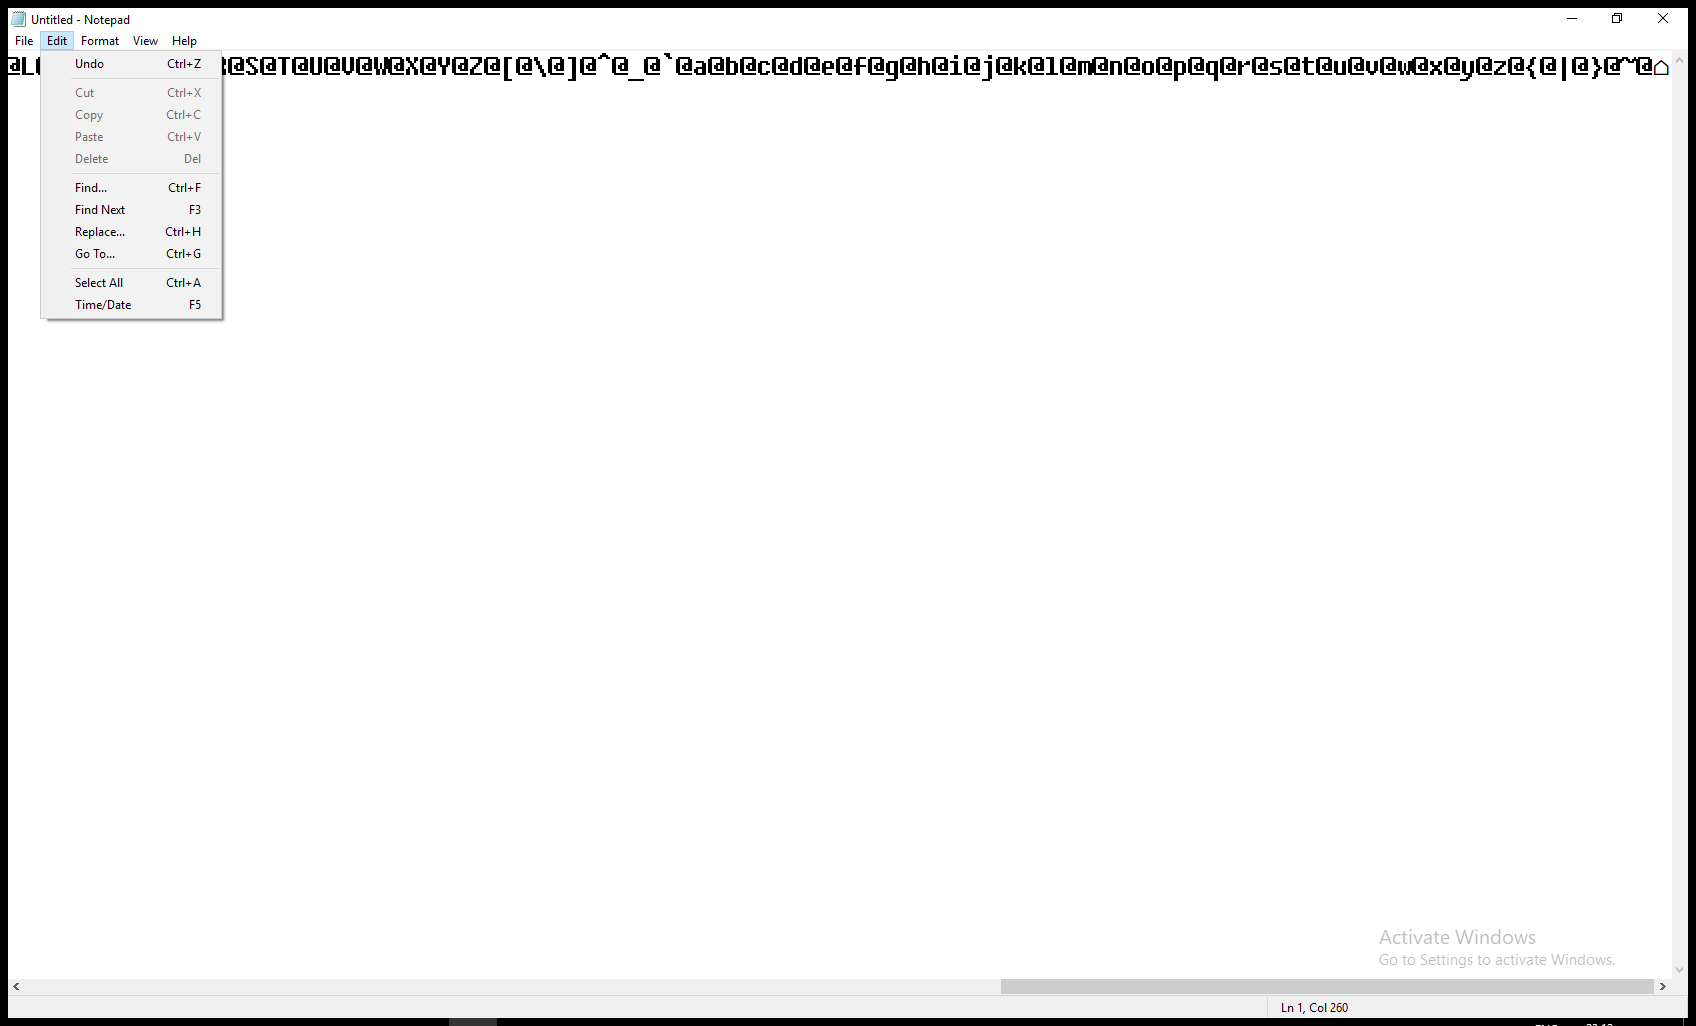 Untitled - Notepad
File Edit Format View Help
@L
@S@T@U@V@W@X@Y@Z@[@\@]@^@_@`@a@b@c@d@e@f@g@h@i@j@k@l@m@n@o@p@q@r@s@t@u@v@w@x@y@z@{@|@}@~@⌂
Undo Ctrl+Z
Cut Ctrl+X
Copy Ctrl+C
Paste Ctrl+V
Delete Del
Find... Ctrl+F
Find Next F3
Replace... Ctrl+H
Go To... Ctrl+G
Select All Ctrl+A
Time/Date F5
Activate Windows
Go to Settings to activate Windows.
Ln 1, Col 260